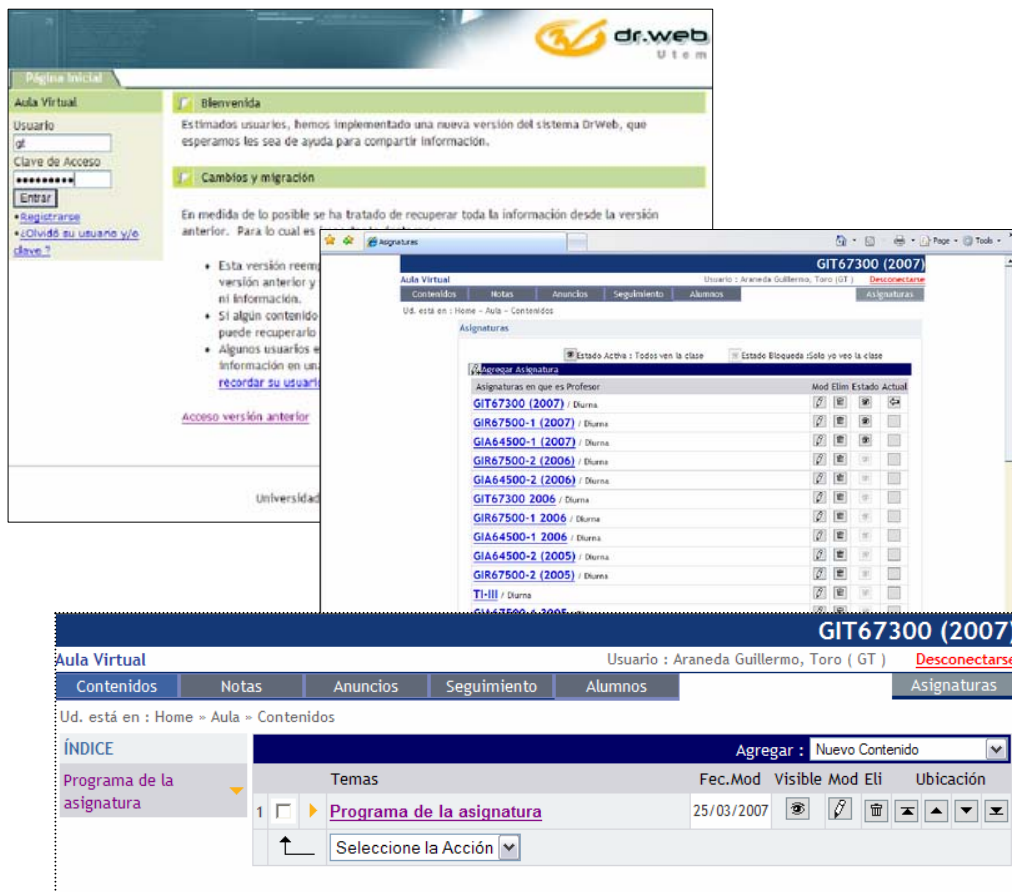 dr.web
Utem
Página Inicial
Aula Virtual
Usuario
gt
Clave de Acceso
•••••••••
Entrar
•Registrarse
•¿Olvidó su usuario y/o
clave ?
Bienvenida
Estimados usuarios, hemos implementado una nueva versión del sistema DrWeb, que
esperamos les sea de ayuda para compartir información.
Cambios y migración
En medida de lo posible se ha tratado de recuperar toda la información desde la versión
anterior. Para lo cual es
• Esta versión reemp
versión anterior y
ni información.
• Si algún contenido
puede recuperarlo
• Algunos usuarios e
información en una
recordar su usuari
Acceso versión anterior
Universidad
Asignaturas
Page
Tools
GIT67300 (2007)
Aula Virtual
Usuario : Araneda Guillermo, Toro (GT )
Desconectarse
Contenidos Notas Anuncios Seguimiento Alumnos Asignaturas
Ud. está en : Home » Aula » Contenidos
Asignaturas
Estado Activa : Todos ven la clase
Estado Bloqueda :Solo yo veo la clase
Agregar Asignatura
Asignaturas en que es Profesor Mod Elim Estado Actual
GIT67300 (2007) / Diurna
GIR67500-1 (2007) / Diurna
GIA64500-1 (2007) / Diurna
GIR67500-2 (2006) / Diurna
GIA64500-2 (2006) / Diurna
GIT67300 2006 / Diurna
GIR67500-1 2006 / Diurna
GIA64500-1 2006 / Diurna
GIA64500-2 (2005) / Diurna
GIR67500-2 (2005) / Diurna
TI-III / Diurna
GIT67300 (2007)
Aula Virtual
Usuario : Araneda Guillermo, Toro ( GT )
Desconectarse
Contenidos Notas Anuncios Seguimiento Alumnos Asignaturas
Ud. está en : Home » Aula » Contenidos
ÍNDICE
Programa de la
asignatura
Agregar : Nuevo Contenido
Temas Fec.Mod Visible Mod Eli Ubicación
1 Programa de la asignatura 25/03/2007
Seleccione la Acción